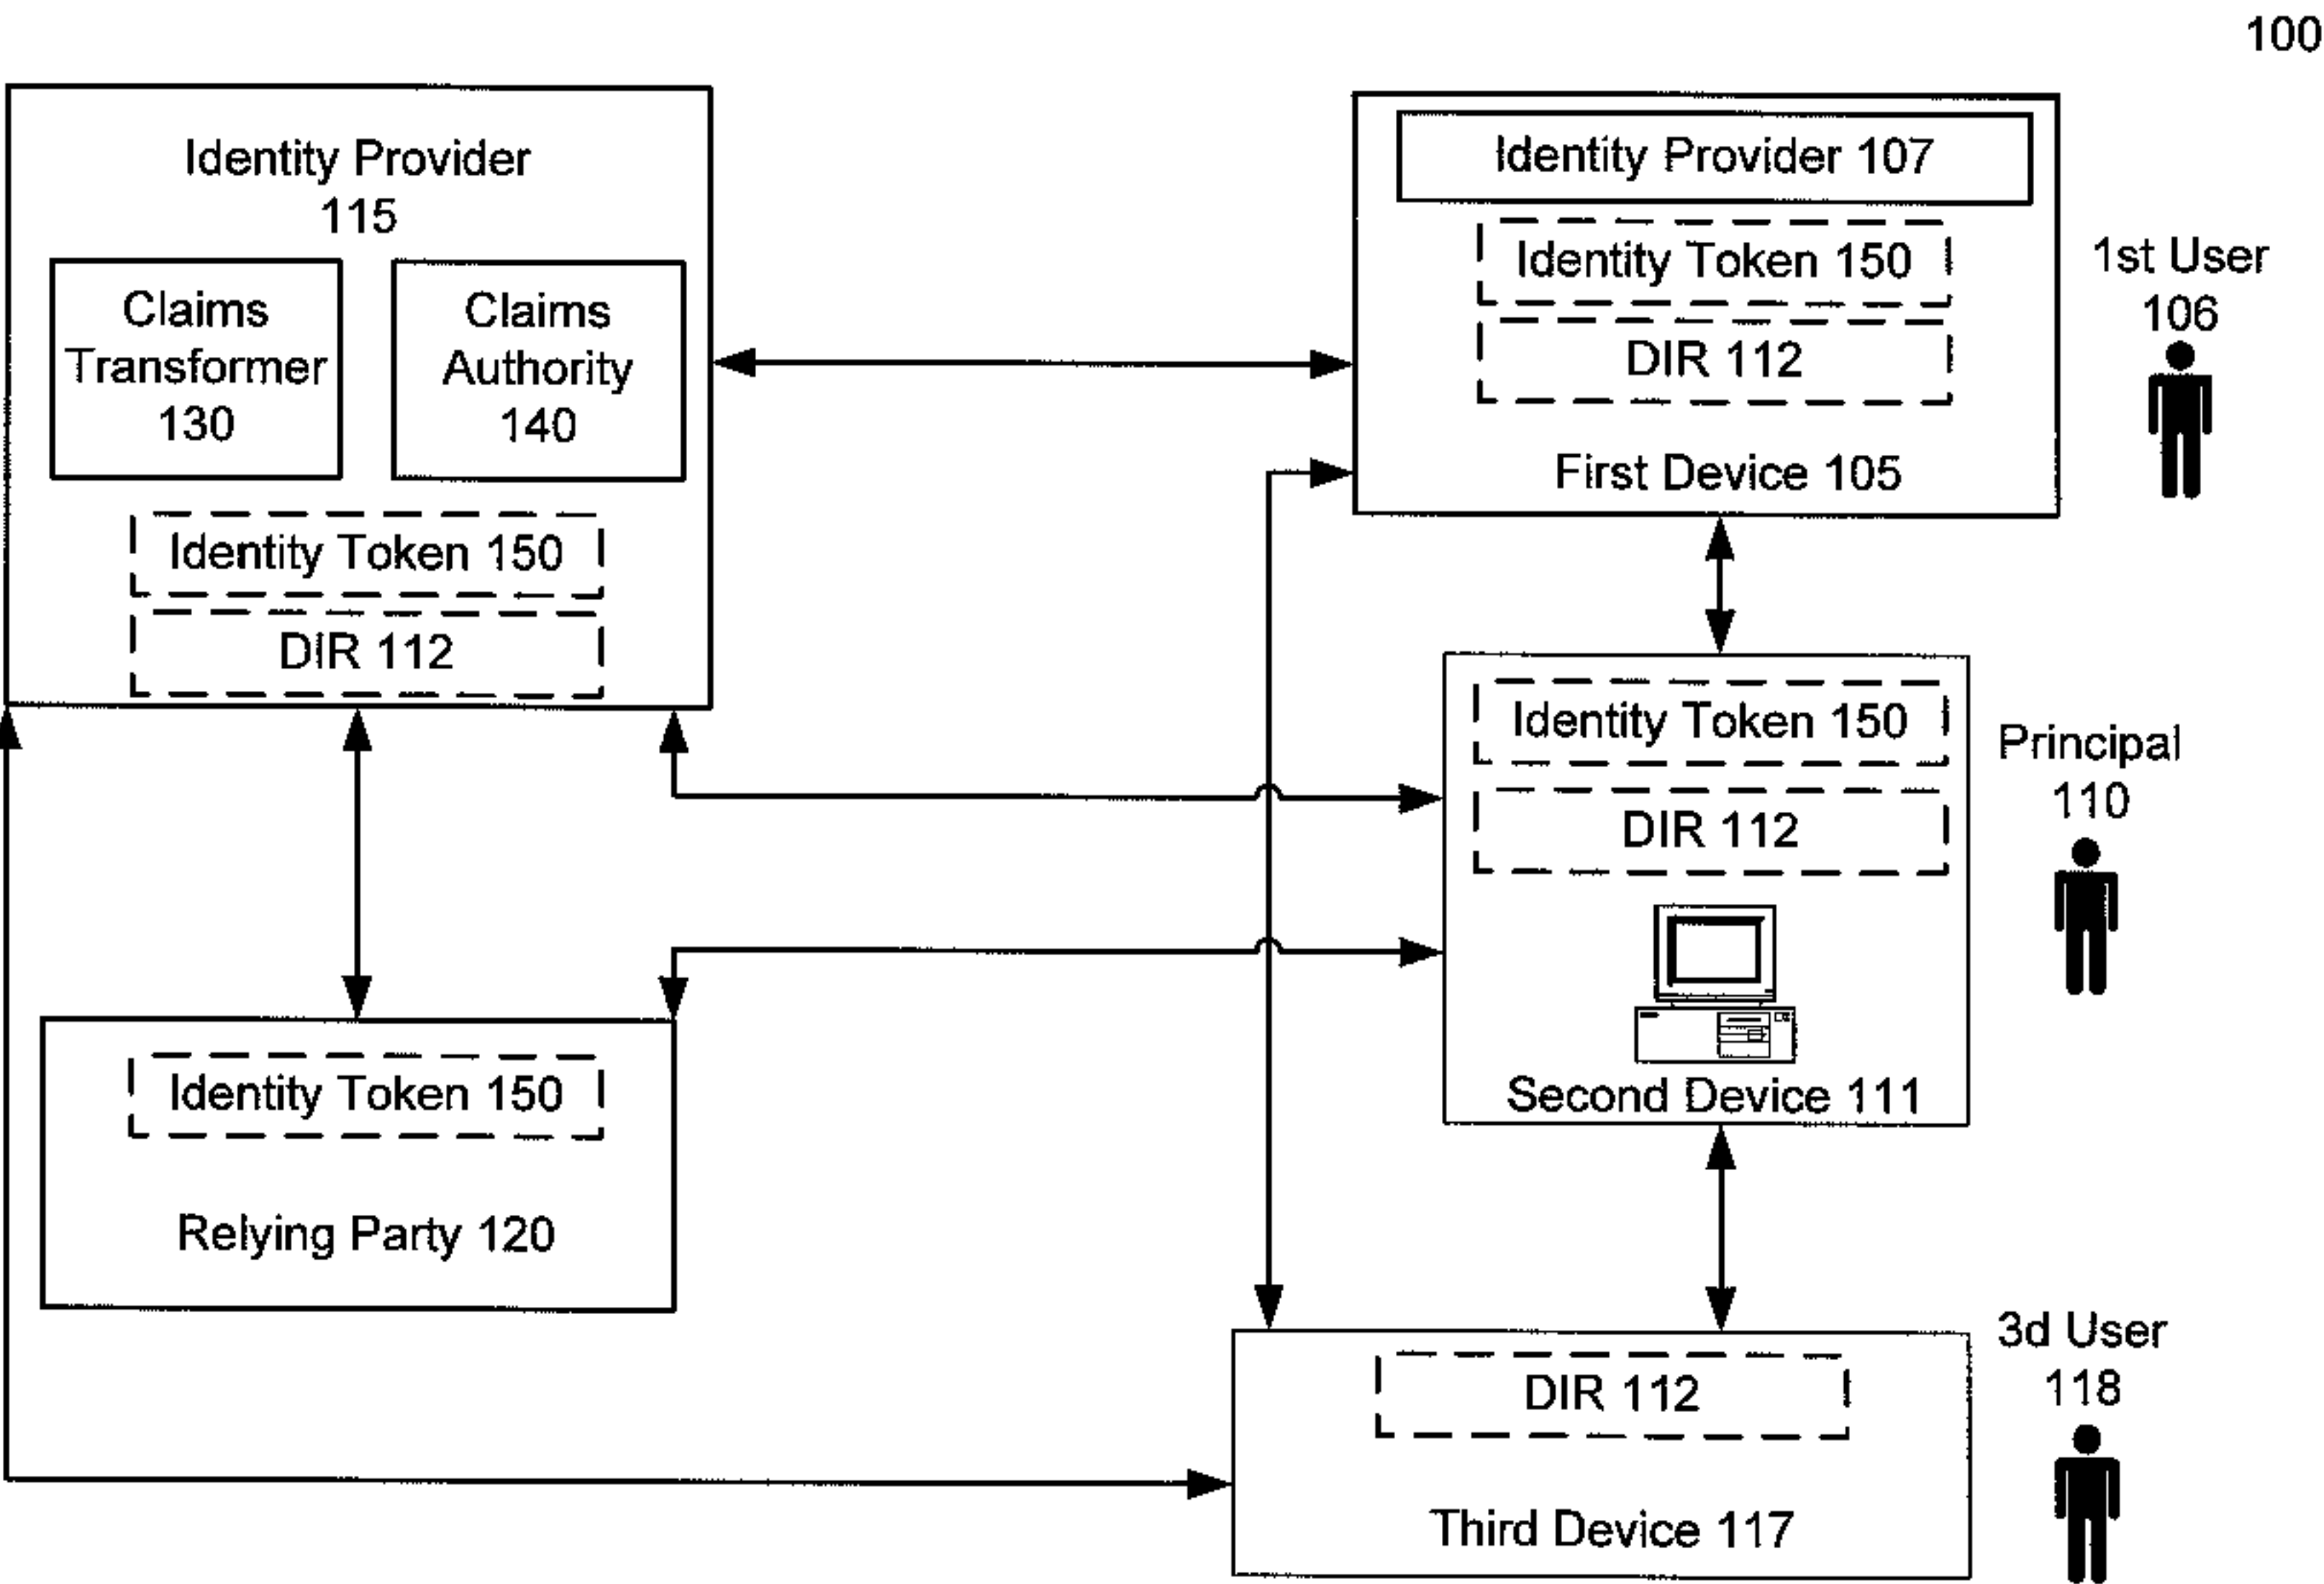 100
Identity Provider
115
Claims
Transformer
130
Claims
Authority
140
Identity Token 150
DIR 112
Identity Provider 107
Identity Token 150
DIR 112
First Device 105
1st User
106
Identity Token 150
DIR 112
Second Device 111
Principal
110
Identity Token 150
Relying Party 120
DIR 112
Third Device 117
3d User
118